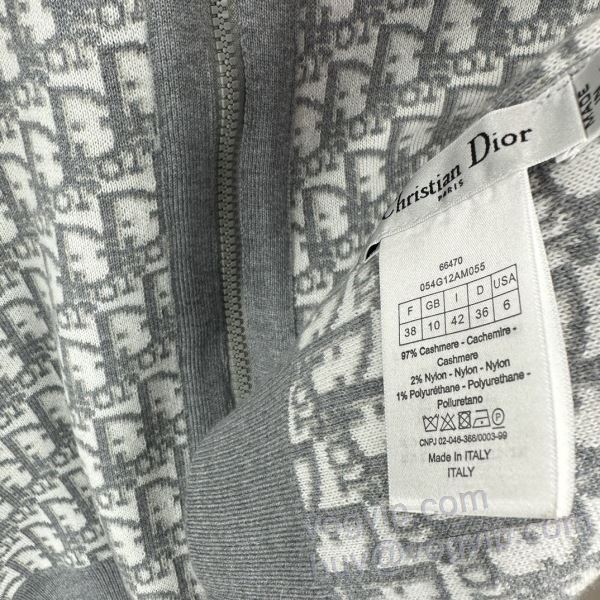 Christian Dior
PARIS
66470
054G12AM055
F GB I D USA
38 10 42 36 6
97% Cashmere - Cachemire -
Cashmere
2% Nylon - Nylon - Nylon
1% Polyuréthane - Polyurethane -
Poliuretano
CNPJ 02-046-368/0003-99
Made in ITALY
ITALY